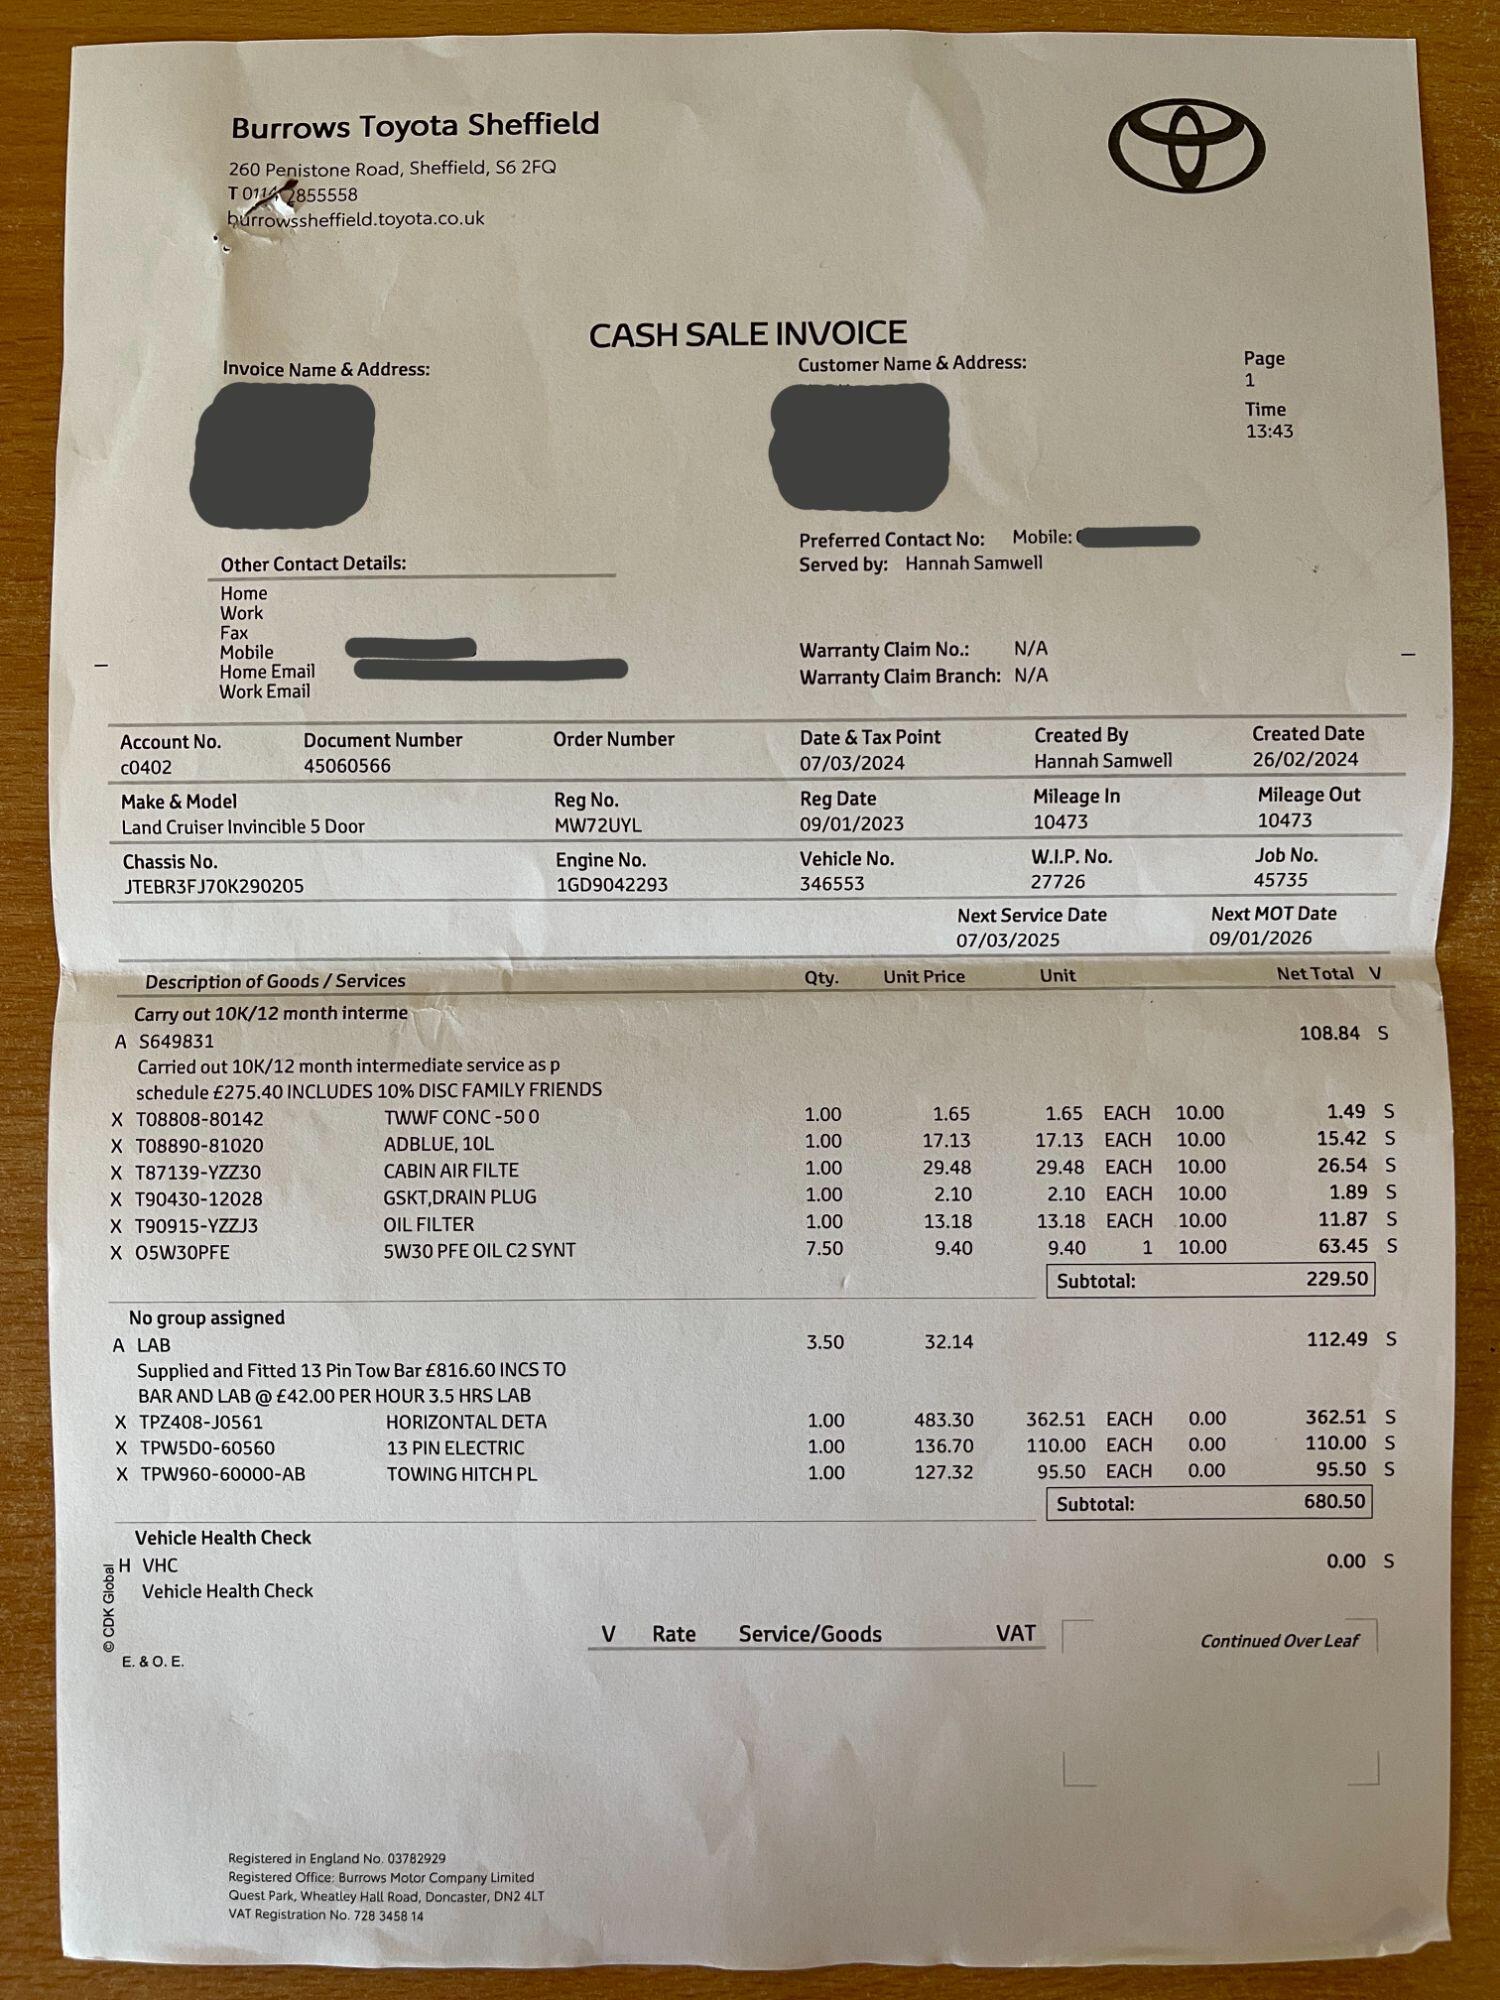 Burrows Toyota Sheffield
260 Penistone Road, Sheffield, S6 2FQ
T 0114 2855558
burrowssheffield.toyota.co.uk
CASH SALE INVOICE
Invoice Name & Address:
Customer Name & Address:
Page
1
Time
13:43
Preferred Contact No: Mobile:
Served by: Hannah Samwell
Other Contact Details:
Home
Work
Fax
Mobile
Home Email
Work Email
Warranty Claim No.: N/A
Warranty Claim Branch: N/A
Account No. Document Number Order Number Date & Tax Point Created By Created Date
c0402 45060566 07/03/2024 Hannah Samwell 26/02/2024
Make & Model Reg No. Reg Date Mileage In Mileage Out
Land Cruiser Invincible 5 Door MW72UYL 09/01/2023 10473 10473
Chassis No. Engine No. Vehicle No. W.I.P. No. Job No.
JTEBR3FJ70K290205 1GD9042293 346553 27726 45735
Next Service Date Next MOT Date
07/03/2025 09/01/2026
Description of Goods / Services Qty. Unit Price Unit Net Total V
Carry out 10K/12 month interme
A S649831 108.84 S
Carried out 10K/12 month intermediate service as p
schedule £275.40 INCLUDES 10% DISC FAMILY FRIENDS
X T08808-80142 TWWF CONC -50 0 1.00 1.65 1.65 EACH 10.00 1.49 S
X T08890-81020 ADBLUE, 10L 1.00 17.13 17.13 EACH 10.00 15.42 S
X T87139-YZZ30 CABIN AIR FILTE 1.00 29.48 29.48 EACH 10.00 26.54 S
X T90430-12028 GSKT,DRAIN PLUG 1.00 2.10 2.10 EACH 10.00 1.89 S
X T90915-YZZJ3 OIL FILTER 1.00 13.18 13.18 EACH 10.00 11.87 S
X O5W30PFE 5W30 PFE OIL C2 SYNT 7.50 9.40 9.40 1 10.00 63.45 S
Subtotal: 229.50
No group assigned
A LAB 3.50 32.14 112.49 S
Supplied and Fitted 13 Pin Tow Bar £816.60 INCS TO
BAR AND LAB @ £42.00 PER HOUR 3.5 HRS LAB
X TPZ408-J0561 HORIZONTAL DETA 1.00 483.30 362.51 EACH 0.00 362.51 S
X TPW5D0-60560 13 PIN ELECTRIC 1.00 136.70 110.00 EACH 0.00 110.00 S
X TPW960-60000-AB TOWING HITCH PL 1.00 127.32 95.50 EACH 0.00 95.50 S
Subtotal: 680.50
Vehicle Health Check
H VHC 0.00 S
Vehicle Health Check
© CDK Global
V Rate Service/Goods VAT
Continued Over Leaf
E. & O. E.
Registered in England No. 03782929
Registered Office: Burrows Motor Company Limited
Quest Park, Wheatley Hall Road, Doncaster, DN2 4LT
VAT Registration No. 728 3458 14